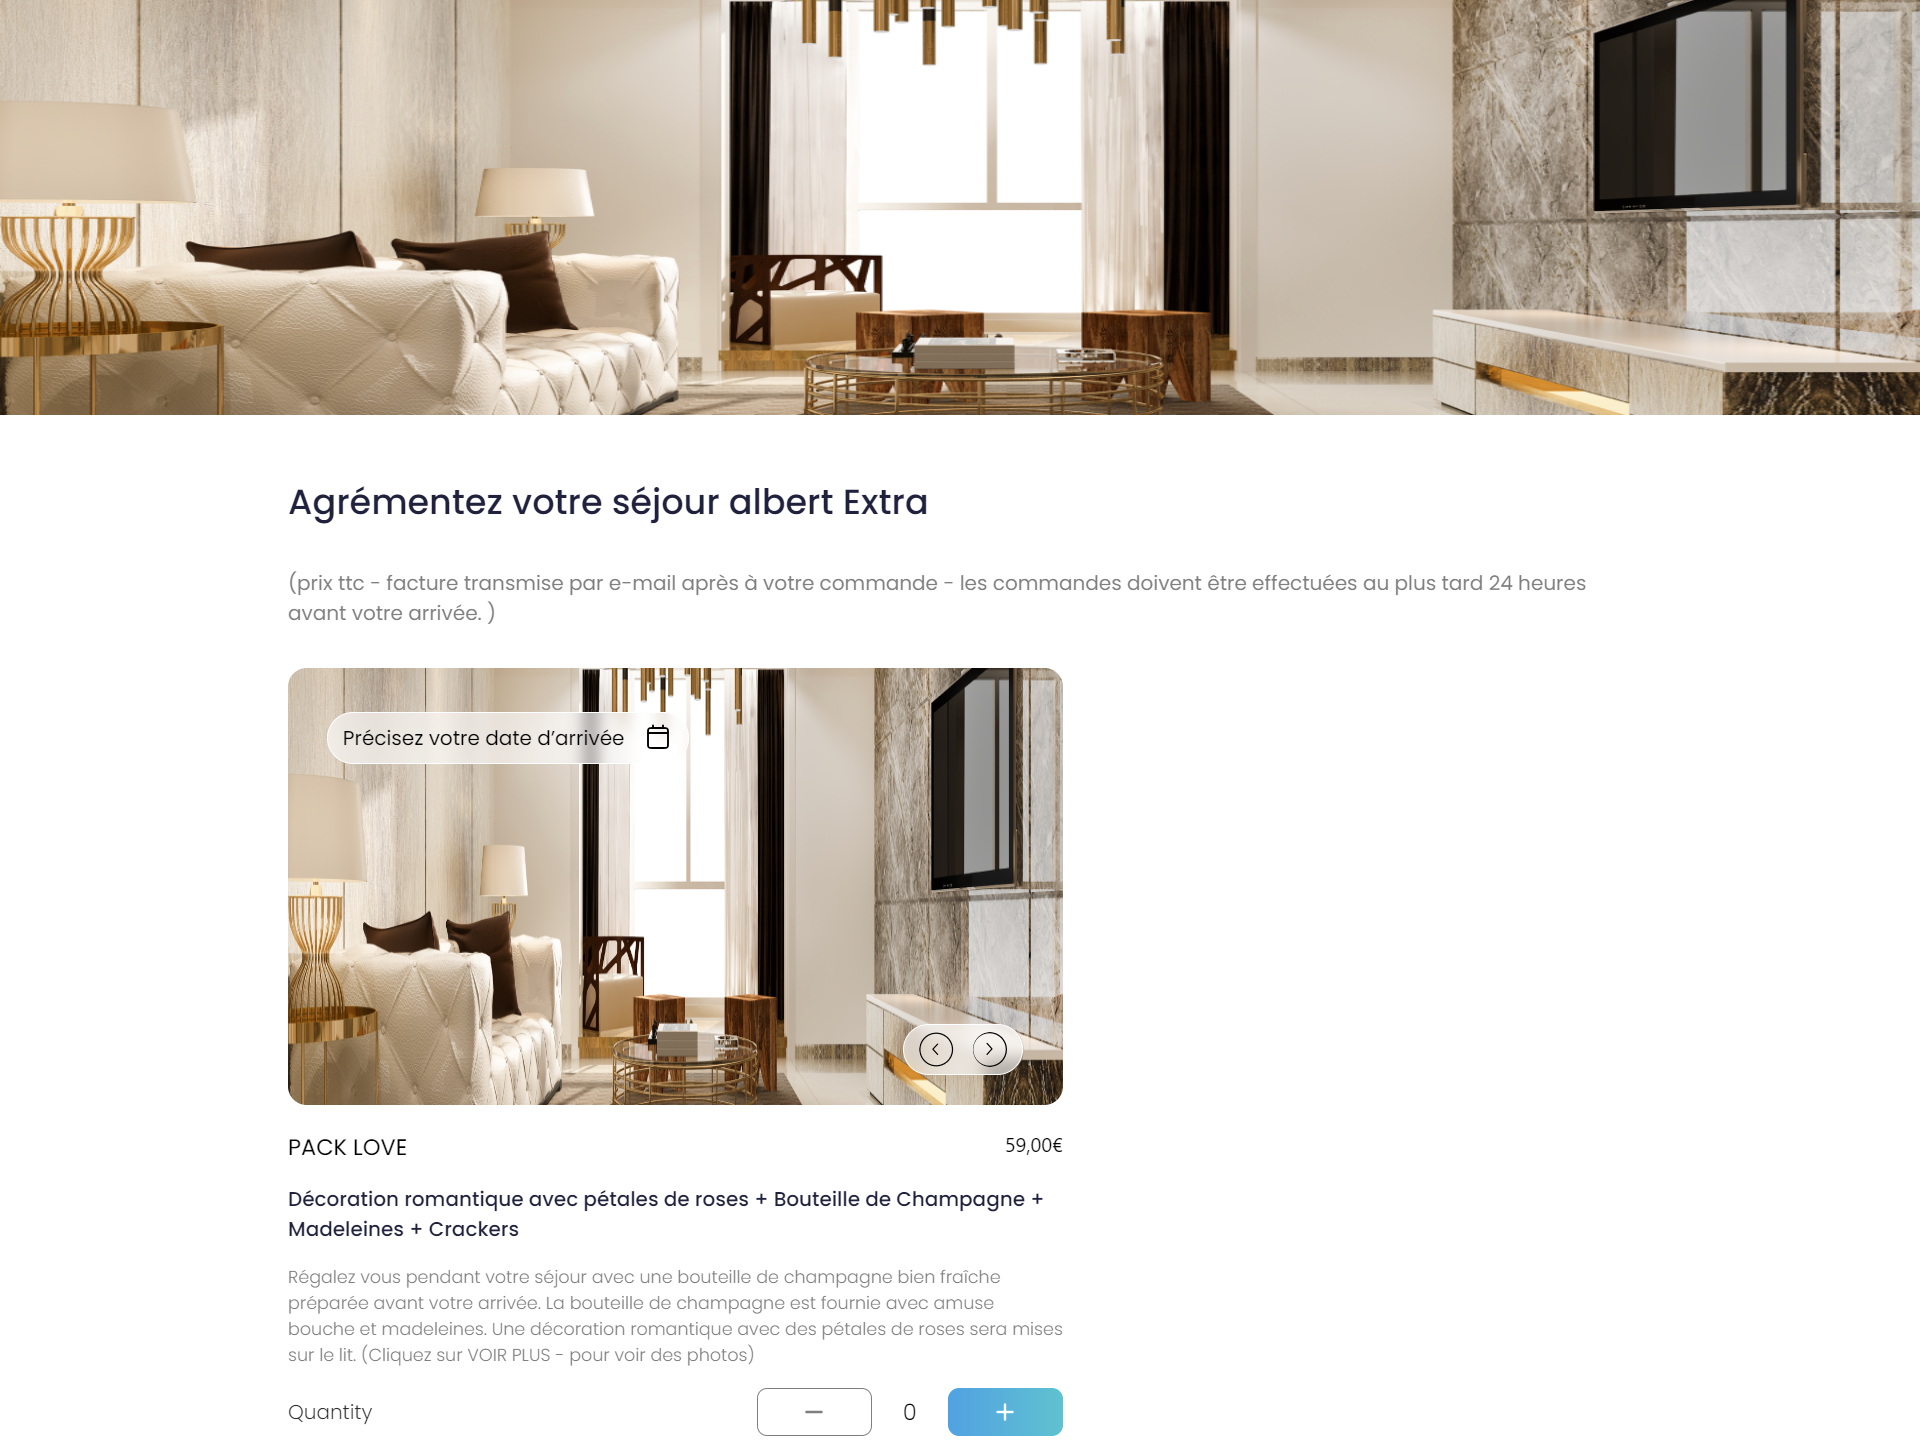 Agrémentez votre séjour albert Extra
(prix ttc - facture transmise par e-mail après à votre commande - les commandes doivent être effectuées au plus tard 24 heures
avant votre arrivée. )
Précisez votre date d’arrivée
PACK LOVE
59,00€
Décoration romantique avec pétales de roses + Bouteille de Champagne +
Madeleines + Crackers
Régalez vous pendant votre séjour avec une bouteille de champagne bien fraîche
préparée avant votre arrivée. La bouteille de champagne est fournie avec amuse
bouche et madeleines. Une décoration romantique avec des pétales de roses sera mises
sur le lit. (Cliquez sur VOIR PLUS - pour voir des photos)
Quantity
0